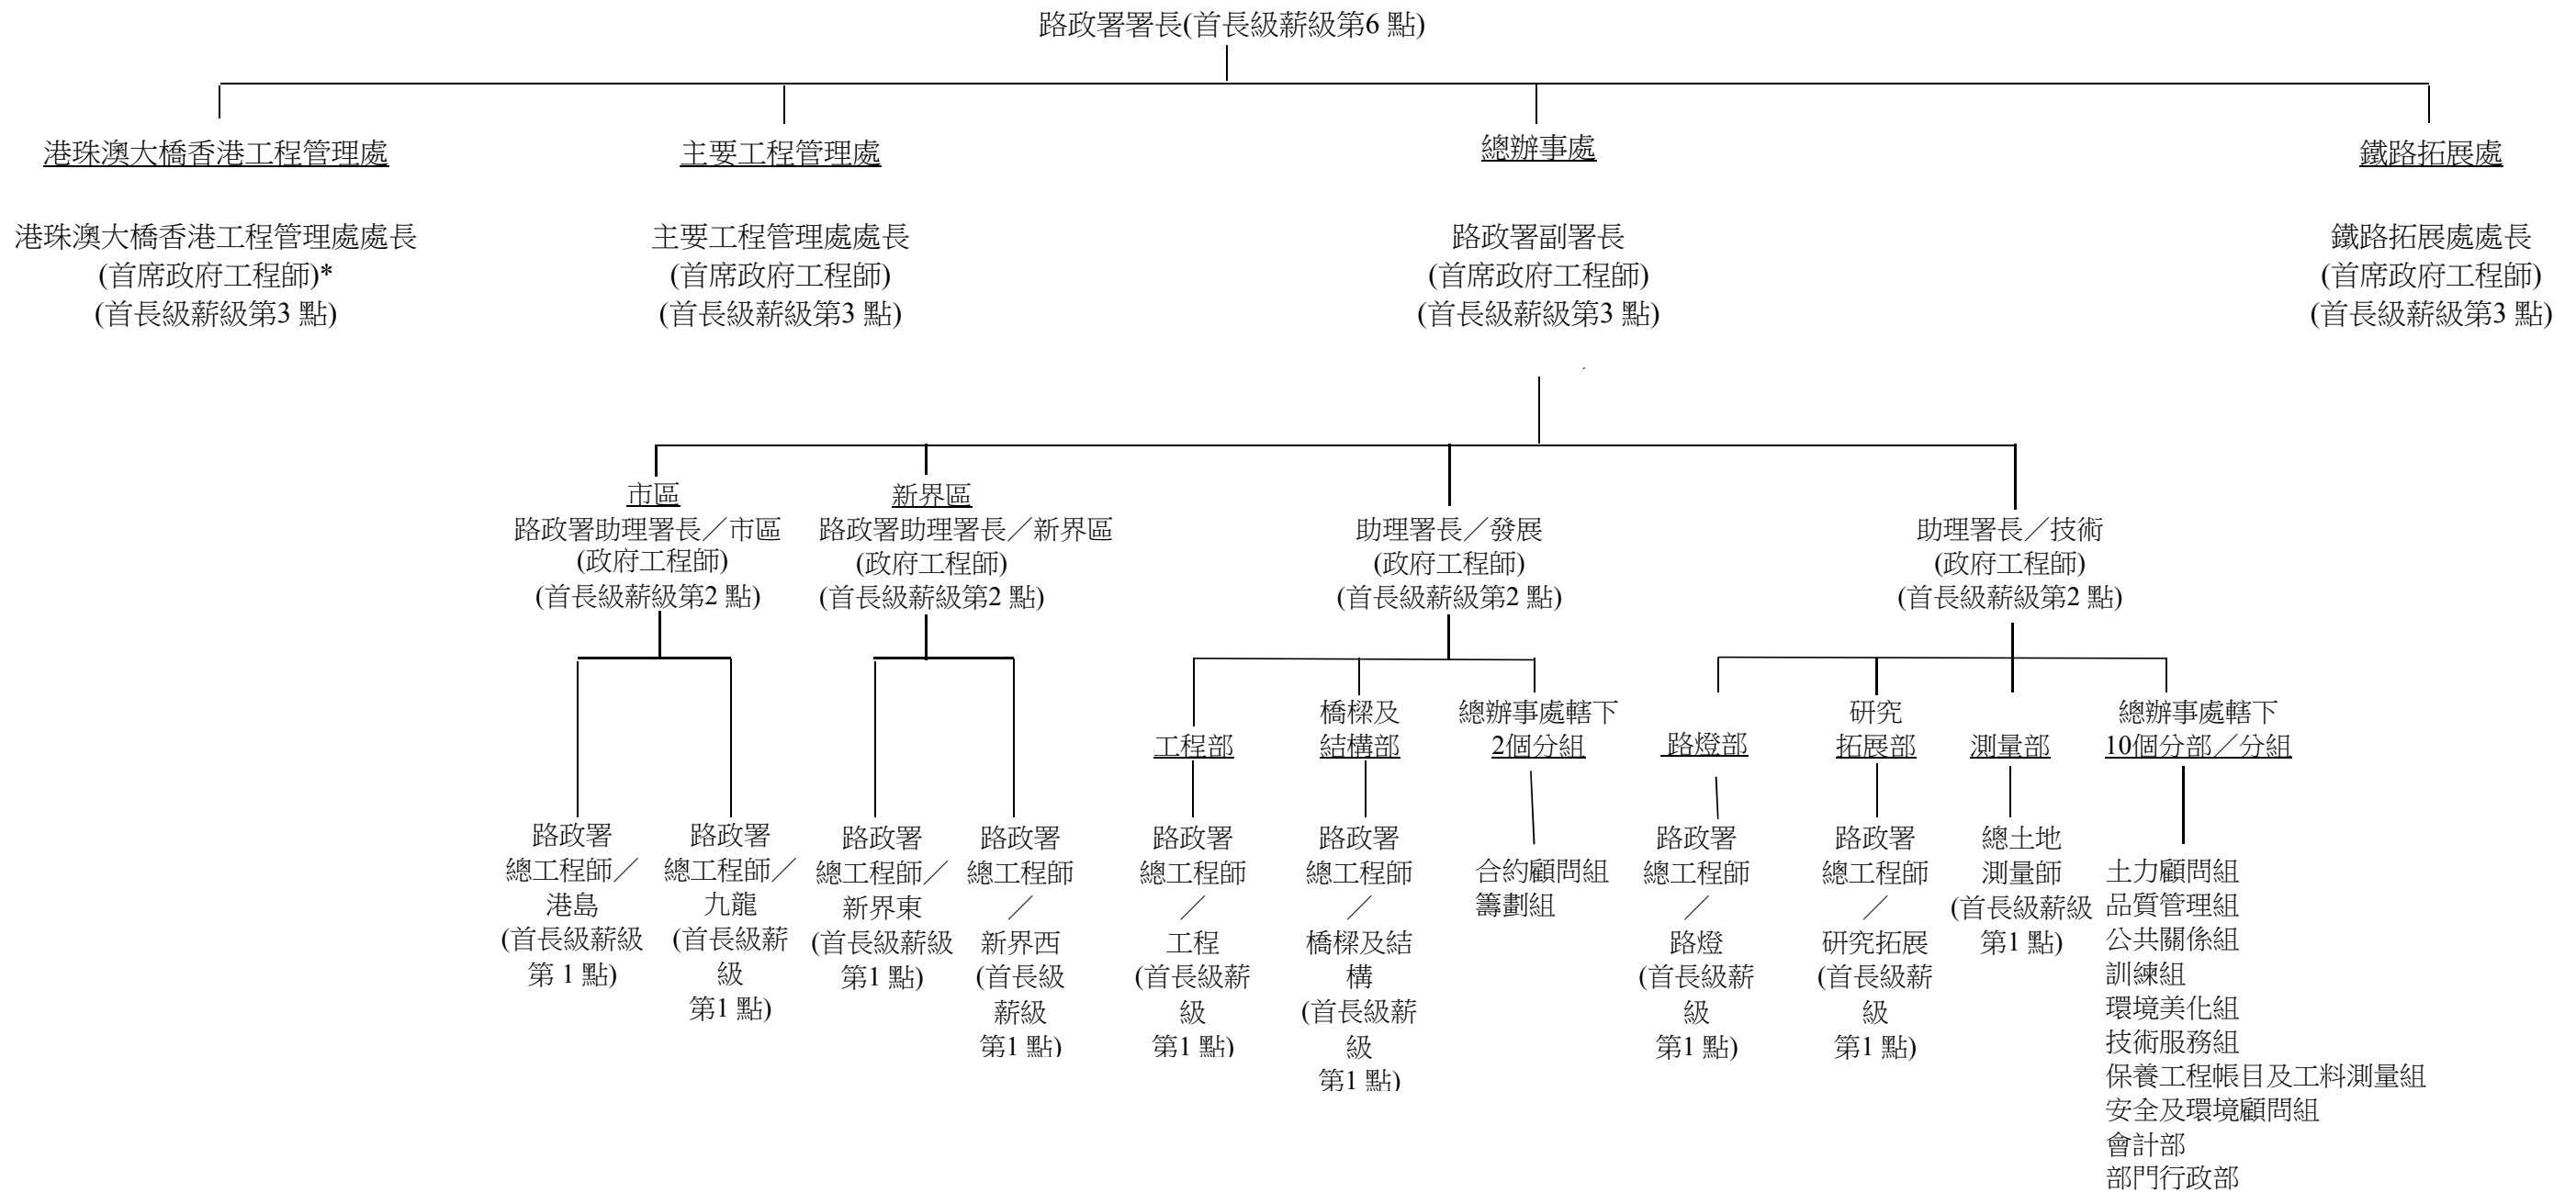 路政署署長(首長級薪級第6 點)
港珠澳大橋香港工程管理處
港珠澳大橋香港工程管理處處長
(首席政府工程師)*
(首長級薪級第3 點)
主要工程管理處
主要工程管理處處長
(首席政府工程師)
(首長級薪級第3 點)
總辦事處
路政署副署長
(首席政府工程師)
(首長級薪級第3 點)
鐵路拓展處
鐵路拓展處處長
(首席政府工程師)
(首長級薪級第3 點)
市區
路政署助理署長／市區
(政府工程師)
(首長級薪級第2 點)
新界區
路政署助理署長／新界區
(政府工程師)
(首長級薪級第2 點)
助理署長／發展
(政府工程師)
(首長級薪級第2 點)
助理署長／技術
(政府工程師)
(首長級薪級第2 點)
路政署
總工程師／
港島
(首長級薪級
第 1 點)
路政署
總工程師／
九龍
(首長級薪
級
第1 點)
路政署
總工程師／
新界東
(首長級薪級
第1 點)
路政署
總工程師
／
新界西
(首長級
薪級
第1 點)
工程部
路政署
總工程師
／
工程
(首長級薪
級
第1 點)
橋樑及
結構部
路政署
總工程師
／
橋樑及結
構
(首長級薪
級
第1 點)
總辦事處轄下
2個分組
合約顧問組
籌劃組
路燈部
路政署
總工程師
／
路燈
(首長級薪
級
第1 點)
研究
拓展部
路政署
總工程師
／
研究拓展
(首長級薪
級
第1 點)
測量部
總土地
測量師
(首長級薪級
第1 點)
總辦事處轄下
10個分部／分組
土力顧問組
品質管理組
公共關係組
訓練組
環境美化組
技術服務組
保養工程帳目及工料測量組
安全及環境顧問組
會計部
部門行政部